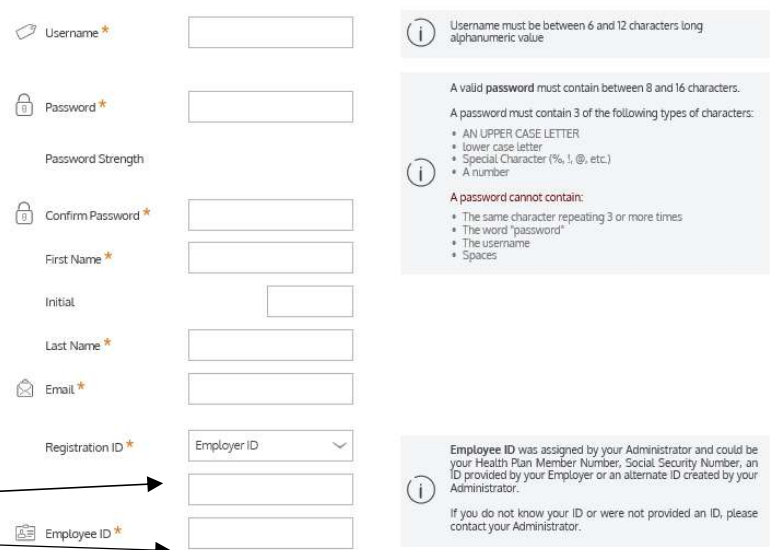 Username *
Username must be between 6 and 12 characters long
alphanumeric value
Password *
A valid password must contain between 8 and 16 characters.
A password must contain 3 of the following types of characters:
• AN UPPER CASE LETTER
• lower case letter
• Special Character (%, !, @, etc.)
• A number
A password cannot contain:
• The same character repeating 3 or more times
• The word "password"
• The username
• Spaces
Password Strength
Confirm Password *
First Name *
Initial
Last Name *
Email *
Registration ID *
Employer ID
Employee ID was assigned by your Administrator and could be
your Health Plan Member Number, Social Security Number, an
ID provided by your Employer or an alternate ID created by your
Administrator.
If you do not know your ID or were not provided an ID, please
contact your Administrator.
Employee ID *